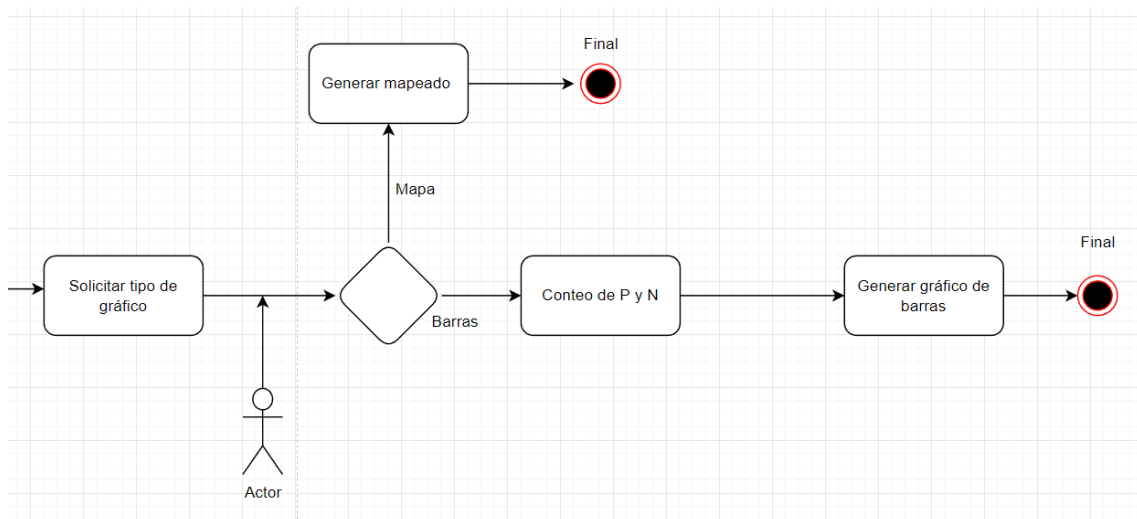 Final
Generar mapeado
Mapa
Final
Solicitar tipo de
gráfico
Barras
Conteo de P y N
Generar gráfico de
barras
Actor